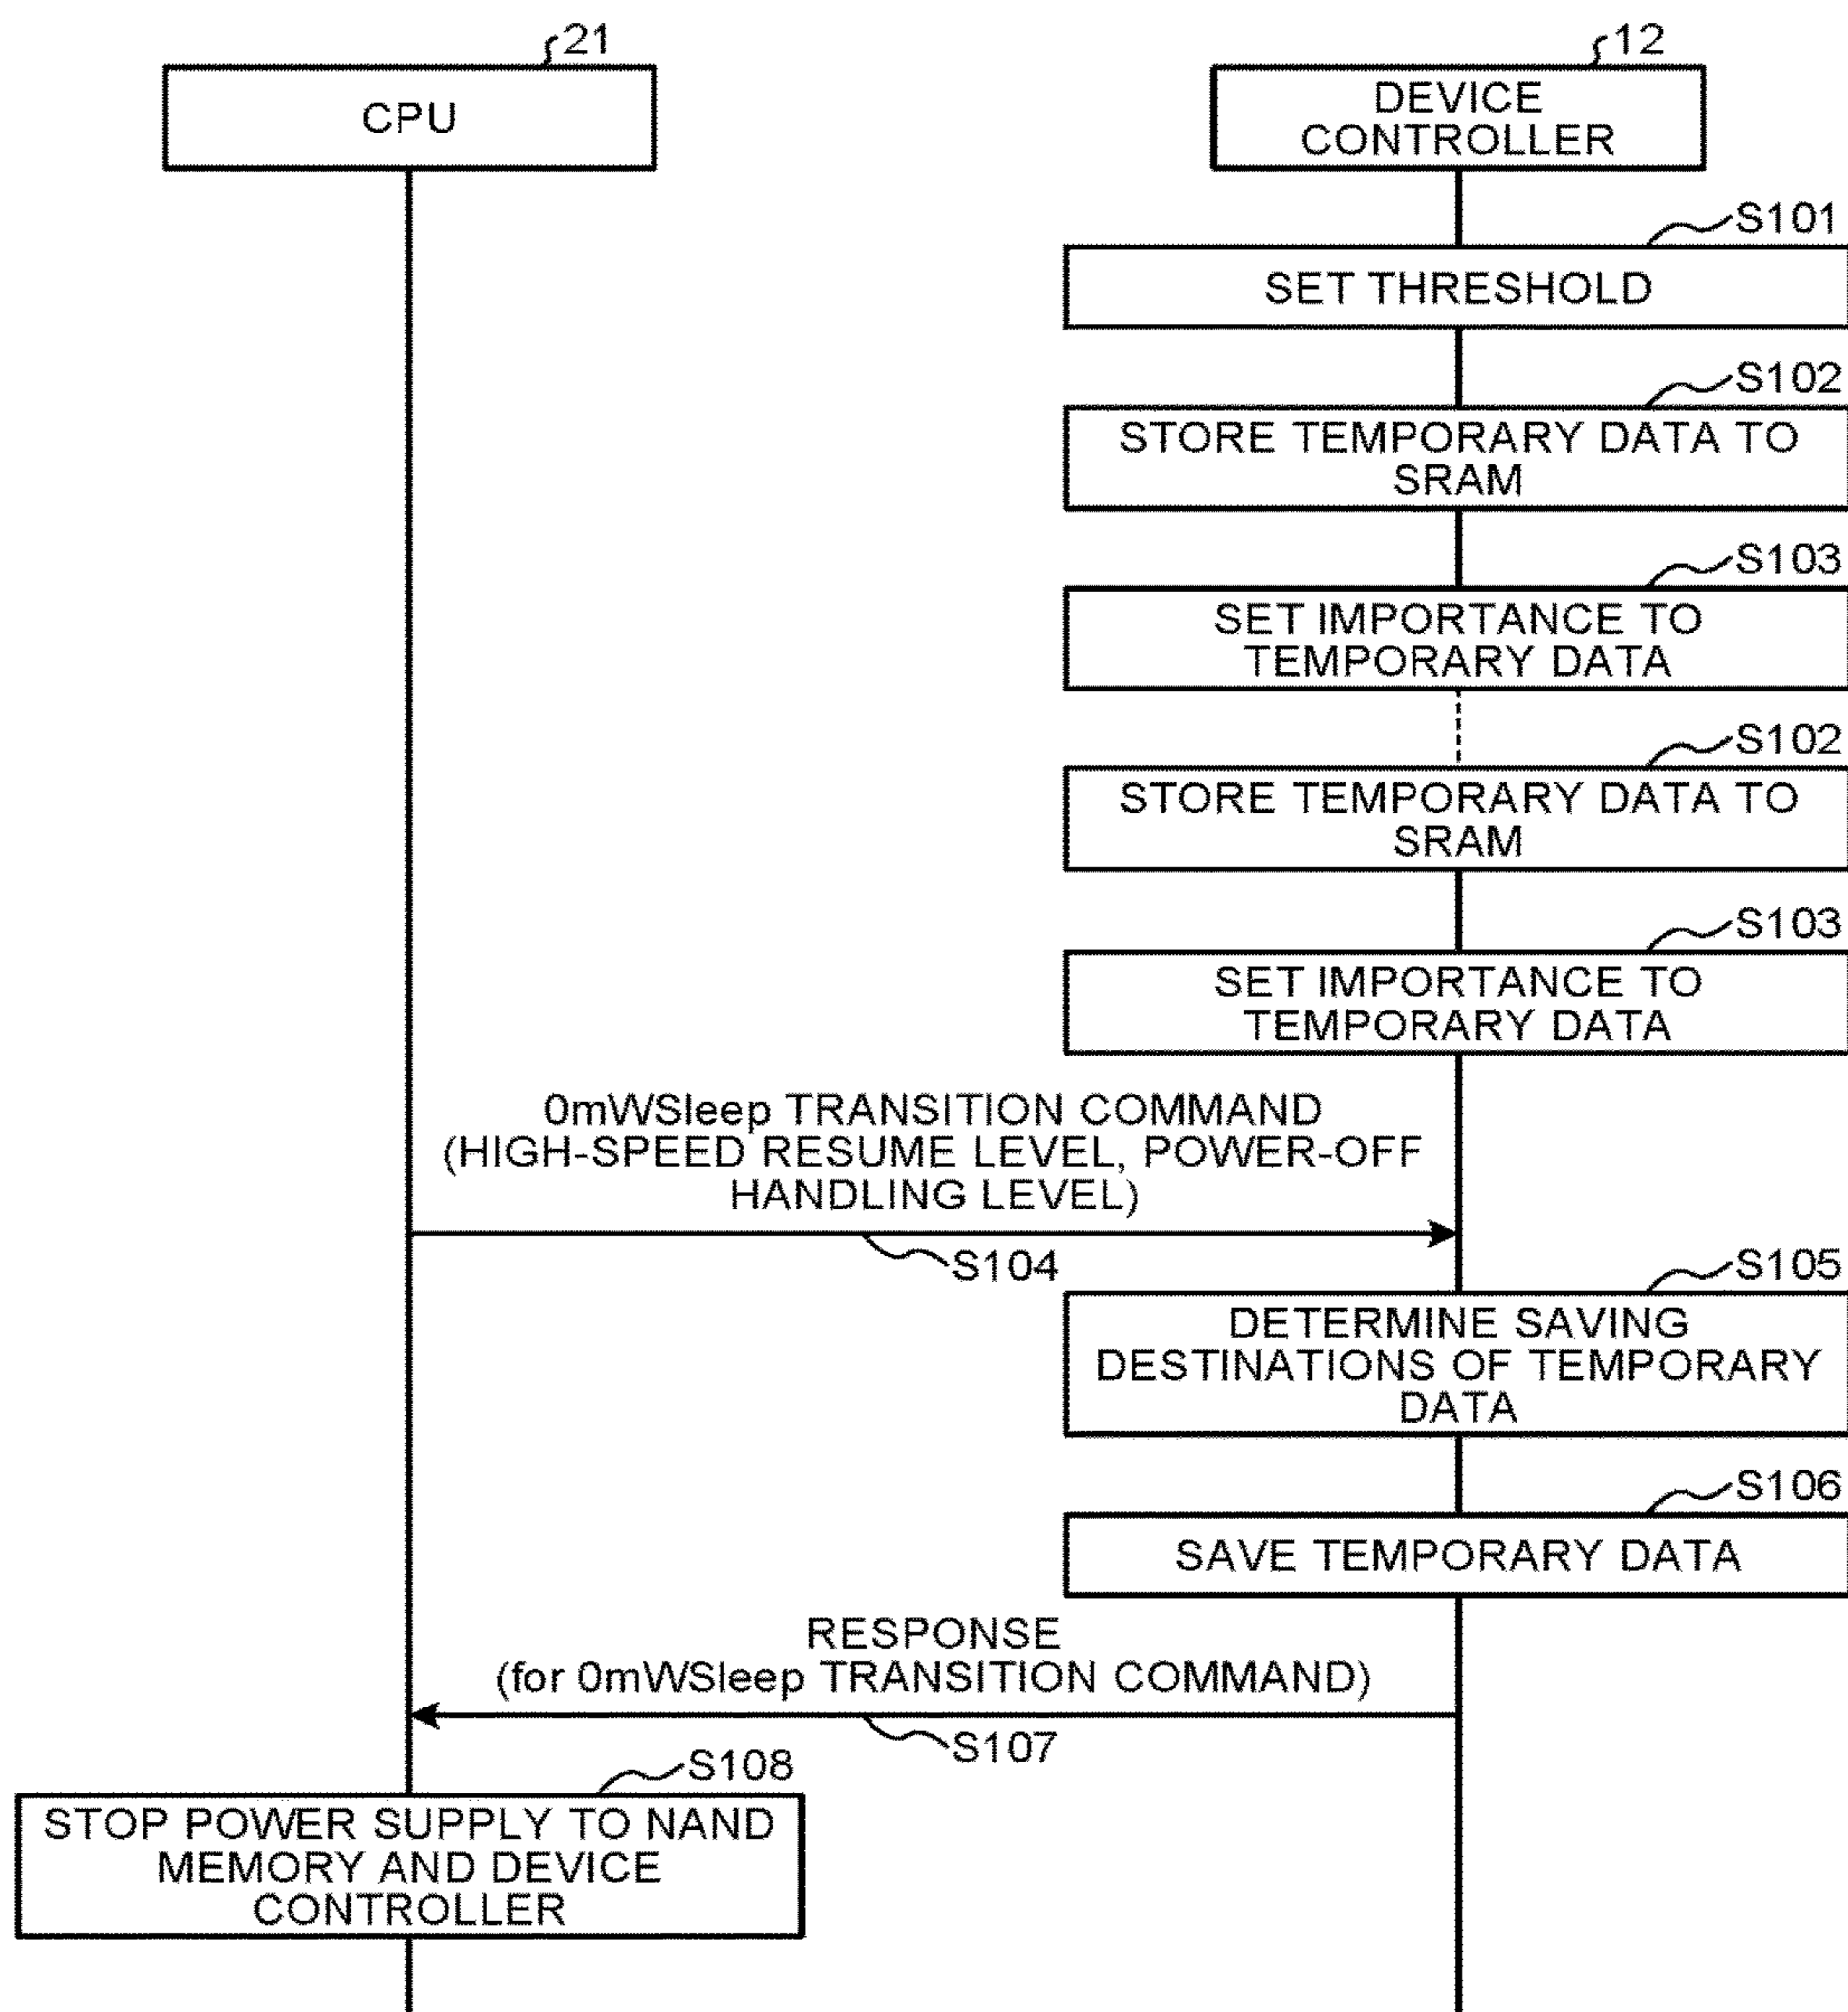 21
CPU
12
DEVICE
CONTROLLER
S101
SET THRESHOLD
S102
STORE TEMPORARY DATA TO
SRAM
S103
SET IMPORTANCE TO
TEMPORARY DATA
S102
STORE TEMPORARY DATA TO
SRAM
S103
SET IMPORTANCE TO
TEMPORARY DATA
0mWSleep TRANSITION COMMAND
(HIGH-SPEED RESUME LEVEL, POWER-OFF
HANDLING LEVEL)
S104
S105
DETERMINE SAVING
DESTINATIONS OF TEMPORARY
DATA
S106
SAVE TEMPORARY DATA
RESPONSE
(for 0mWSleep TRANSITION COMMAND)
S107
S108
STOP POWER SUPPLY TO NAND
MEMORY AND DEVICE
CONTROLLER